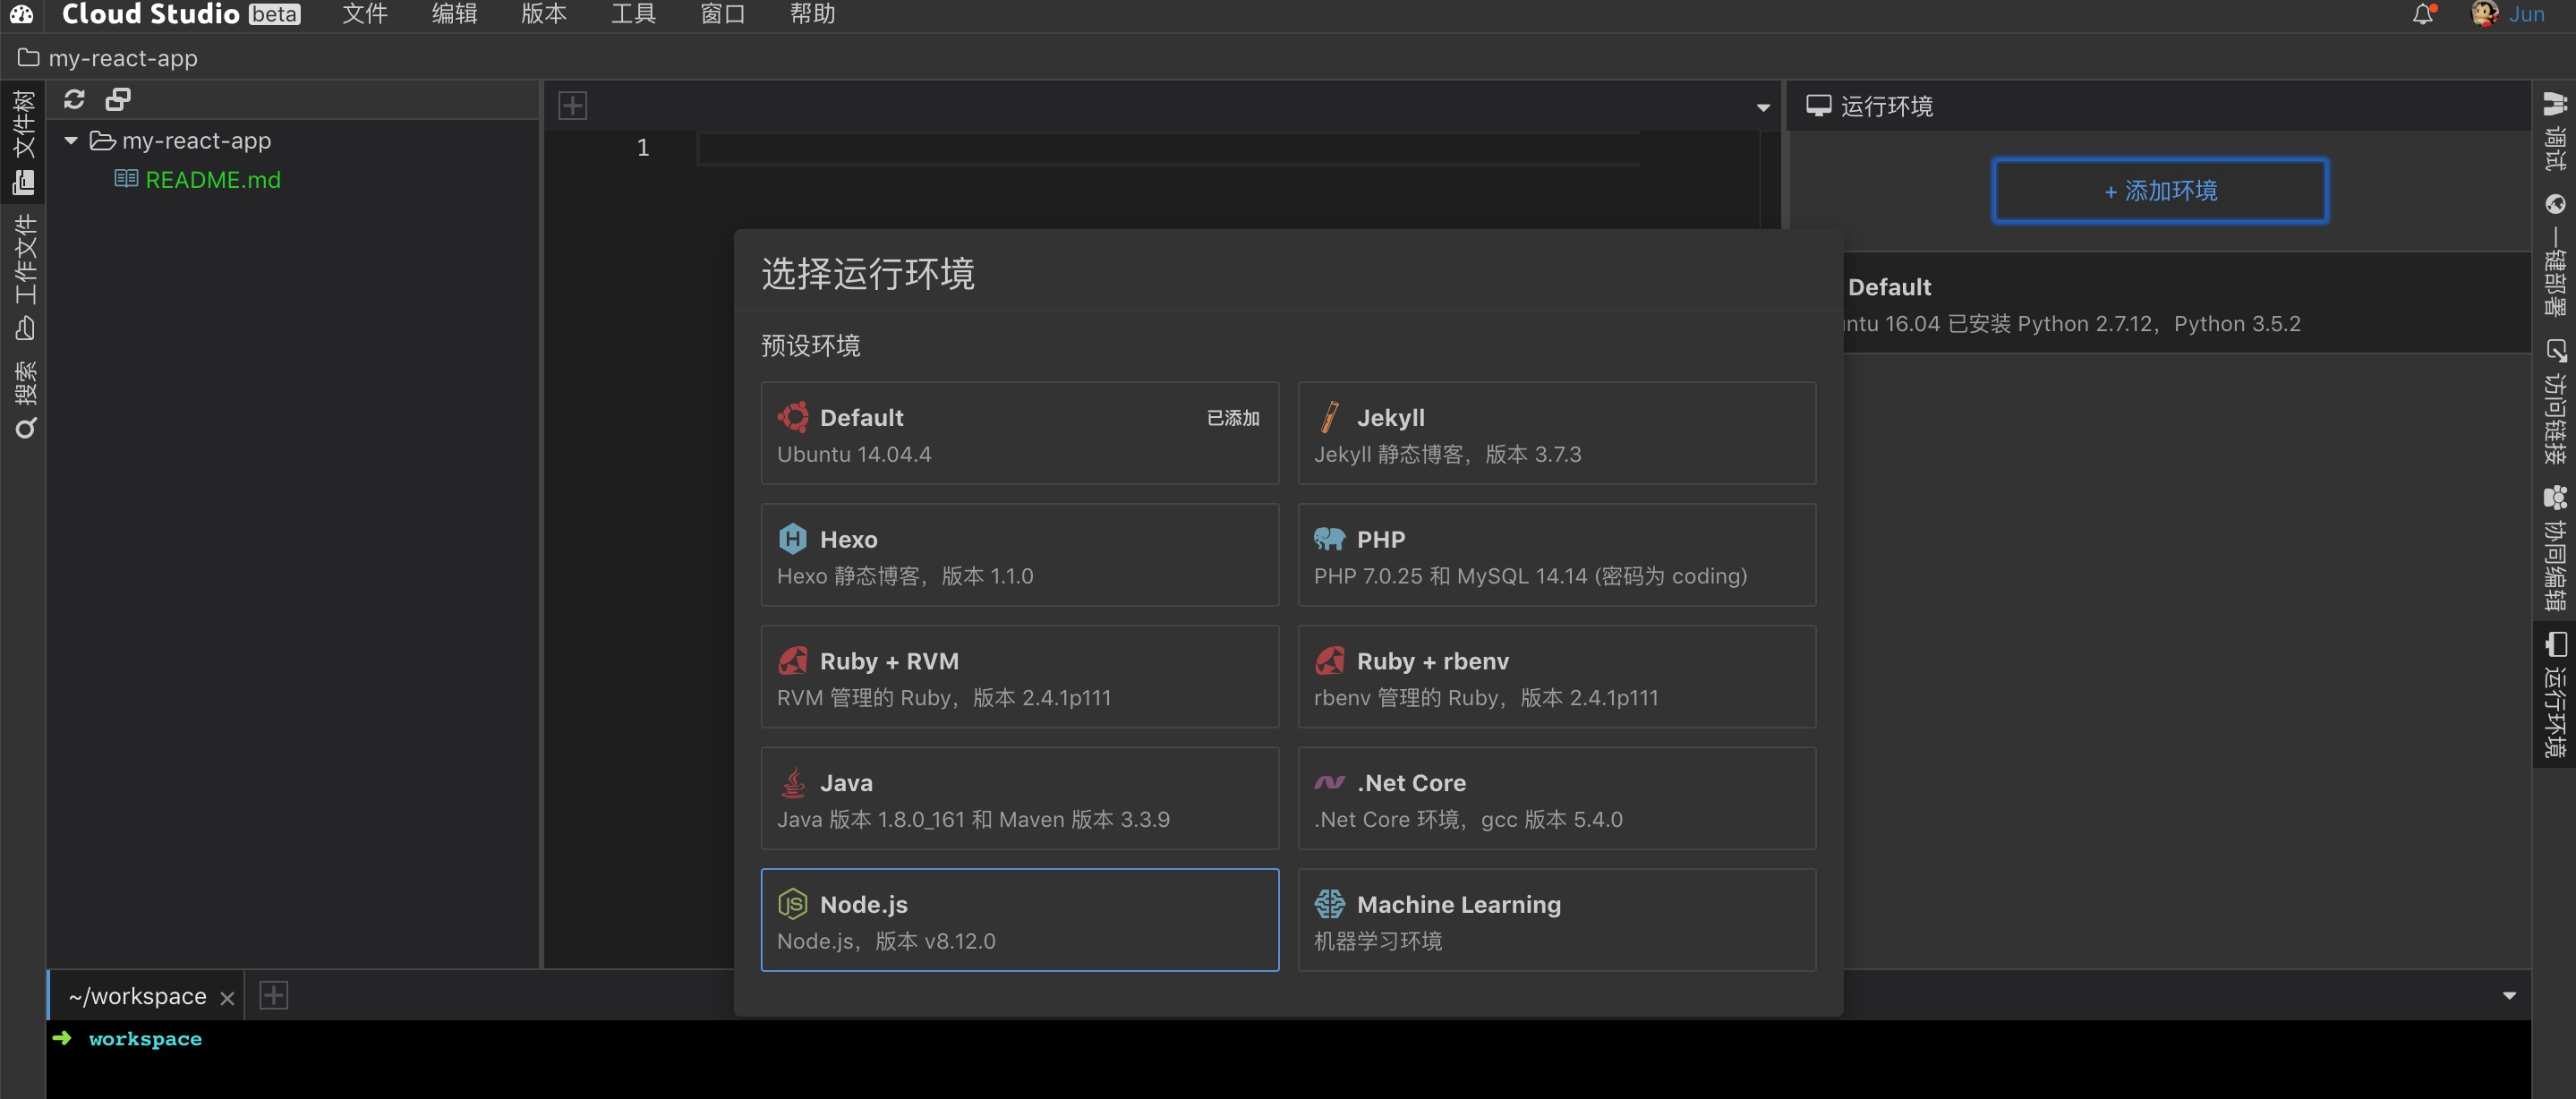 Cloud Studio beta 文件 编辑 版本 工具 窗口 帮助 Jun
my-react-app
文件树
工作文件
搜索
my-react-app
README.md
1
运行环境
+ 添加环境
Default
ntu 16.04 已安装 Python 2.7.12，Python 3.5.2
选择运行环境
预设环境
Default 已添加
Ubuntu 14.04.4
Jekyll
Jekyll 静态博客，版本 3.7.3
Hexo
Hexo 静态博客，版本 1.1.0
PHP
PHP 7.0.25 和 MySQL 14.14 (密码为 coding)
Ruby + RVM
RVM 管理的 Ruby，版本 2.4.1p111
Ruby + rbenv
rbenv 管理的 Ruby，版本 2.4.1p111
Java
Java 版本 1.8.0_161 和 Maven 版本 3.3.9
.Net Core
.Net Core 环境，gcc 版本 5.4.0
Node.js
Node.js，版本 v8.12.0
Machine Learning
机器学习环境
调试
一键部署
访问链接
协同编辑
运行环境
~/workspace
workspace